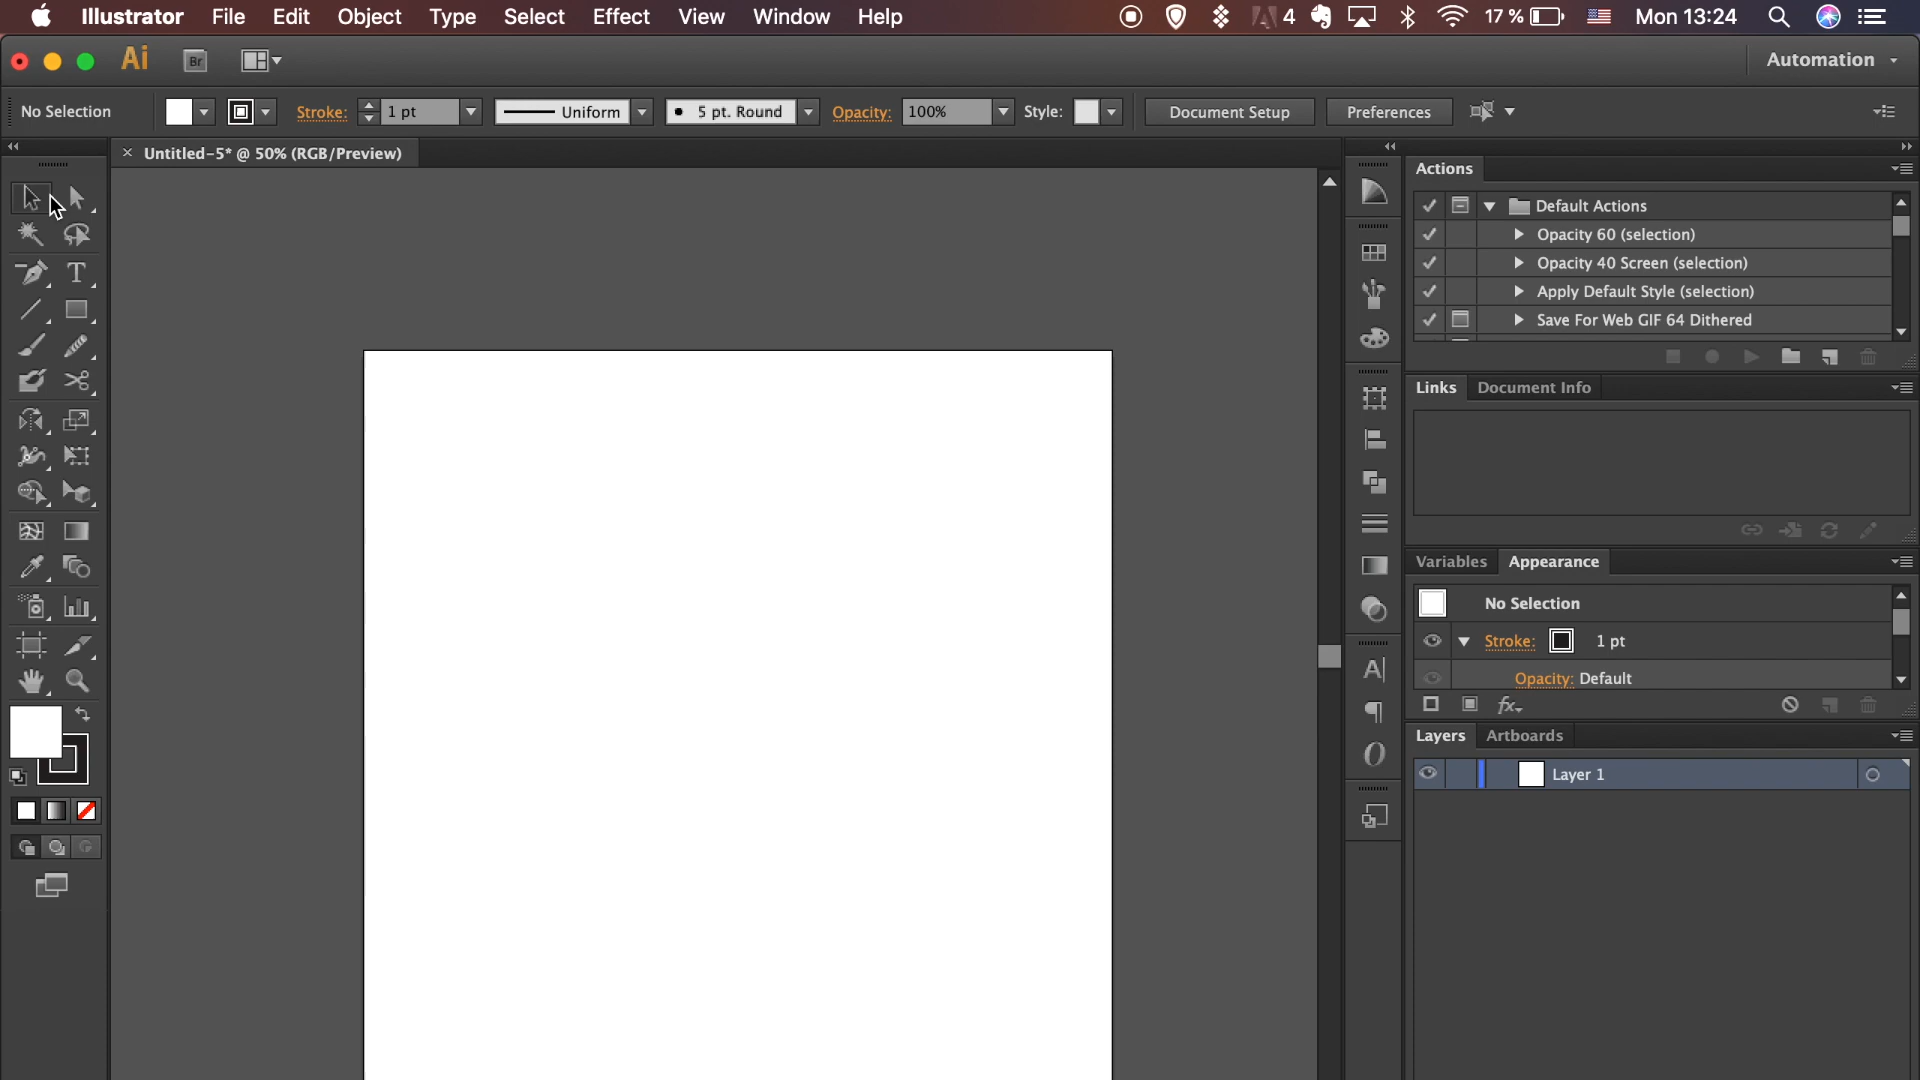 Illustrator File Edit Object Type Select Effect View Window Help 4 17 % Mon 13:24
Ai Br Automation
No Selection Stroke: 1 pt Uniform 5 pt. Round Opacity: 100% Style: Document Setup Preferences
Untitled-5* @ 50% (RGB/Preview)
Actions
Default Actions
Opacity 60 (selection)
Opacity 40 Screen (selection)
Apply Default Style (selection)
Save For Web GIF 64 Dithered
Links Document Info
Variables Appearance
No Selection
Stroke: 1 pt
Opacity: Default
fx
Layers Artboards
Layer 1